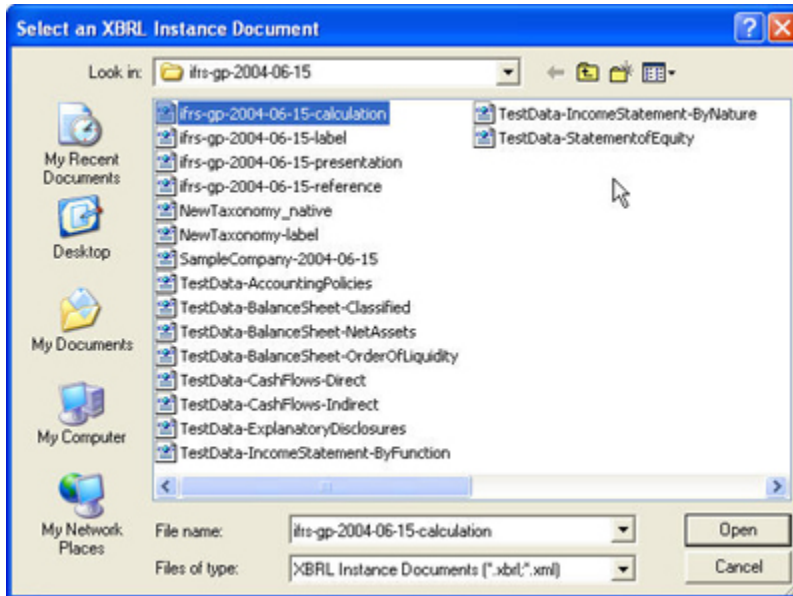 Select an XBRL Instance Document
Look in: ifrs-gp-2004-06-15
My Recent
Documents
Desktop
My Documents
My Computer
My Network
Places
ifrs-gp-2004-06-15-calculation
ifrs-gp-2004-06-15-label
ifrs-gp-2004-06-15-presentation
ifrs-gp-2004-06-15-reference
NewTaxonomy_native
NewTaxonomy-label
SampleCompany-2004-06-15
TestData-AccountingPolicies
TestData-BalanceSheet-Classified
TestData-BalanceSheet-NetAssets
TestData-BalanceSheet-OrderOfLiquidity
TestData-CashFlows-Direct
TestData-CashFlows-Indirect
TestData-ExplanatoryDisclosures
TestData-IncomeStatement-ByFunction
TestData-IncomeStatement-ByNature
TestData-StatementofEquity
File name: ifrs-gp-2004-06-15-calculation Open
Files of type: XBRL Instance Documents (*.xbrl;*.xml) Cancel